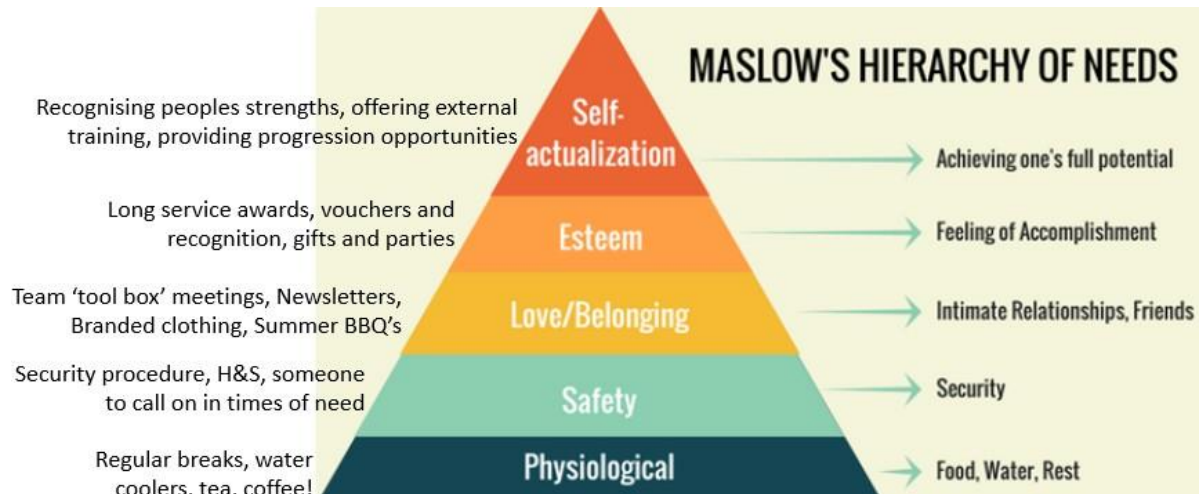 MASLOW'S HIERARCHY OF NEEDS
Recognising peoples strengths, offering external
training, providing progression opportunities
Self-
actualization
Achieving one's full potential
Long service awards, vouchers and
recognition, gifts and parties
Esteem
Feeling of Accomplishment
Team ‘tool box’ meetings, Newsletters,
Branded clothing, Summer BBQ’s
Love/Belonging
Intimate Relationships, Friends
Security procedure, H&S, someone
to call on in times of need
Safety
Security
Regular breaks, water
coolers, tea, coffee!
Physiological
Food, Water, Rest